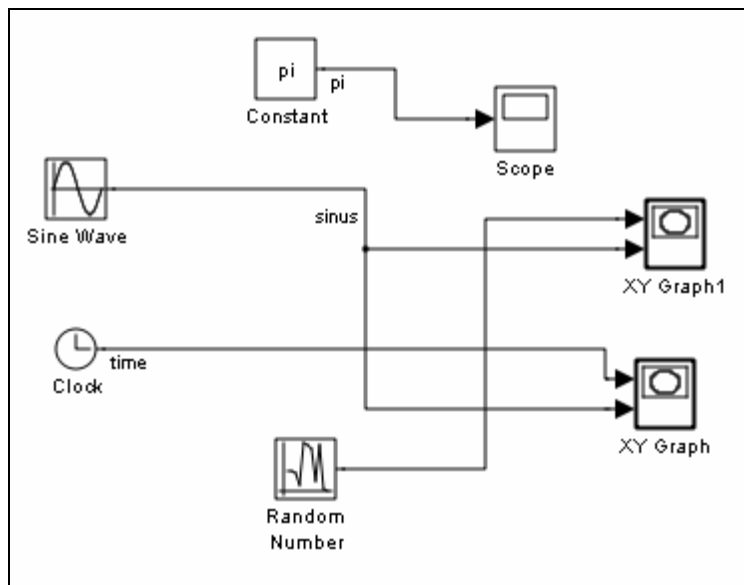 pi
pi
Constant
Scope
Sine Wave
sinus
XY Graph1
time
Clock
XY Graph
Random
Number